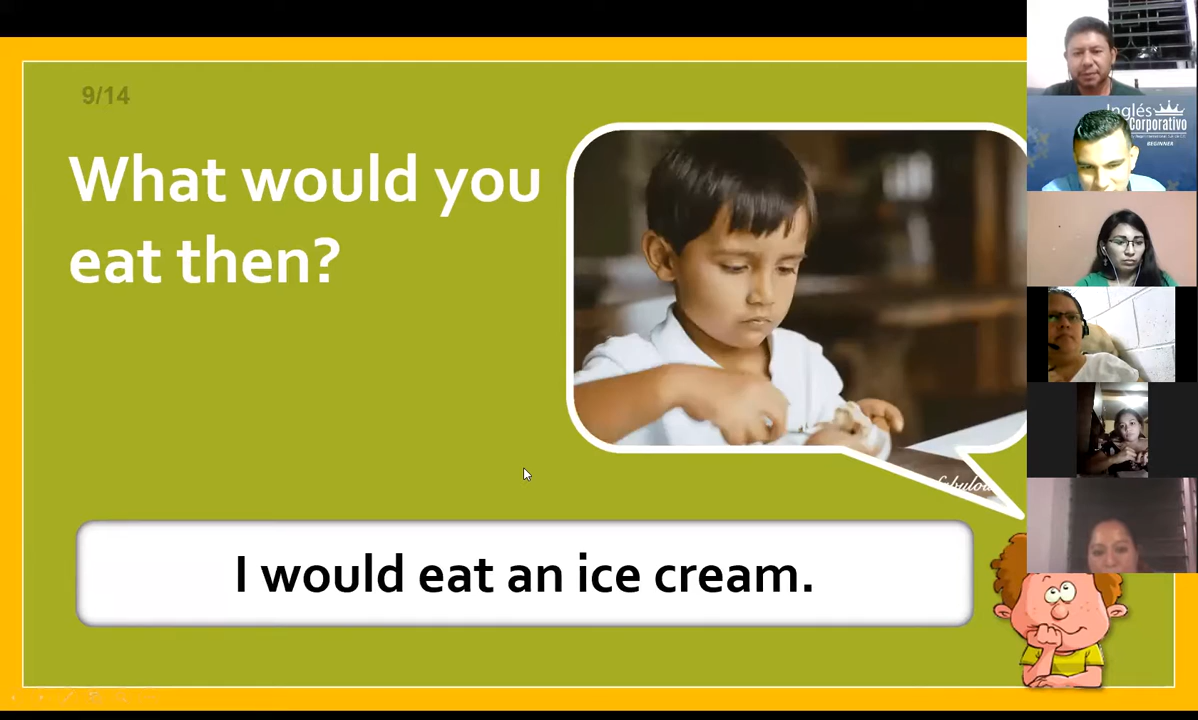 9/14
What would you
eat then?
I would eat an ice cream.
Inglés
Corporativo
BEGINNER